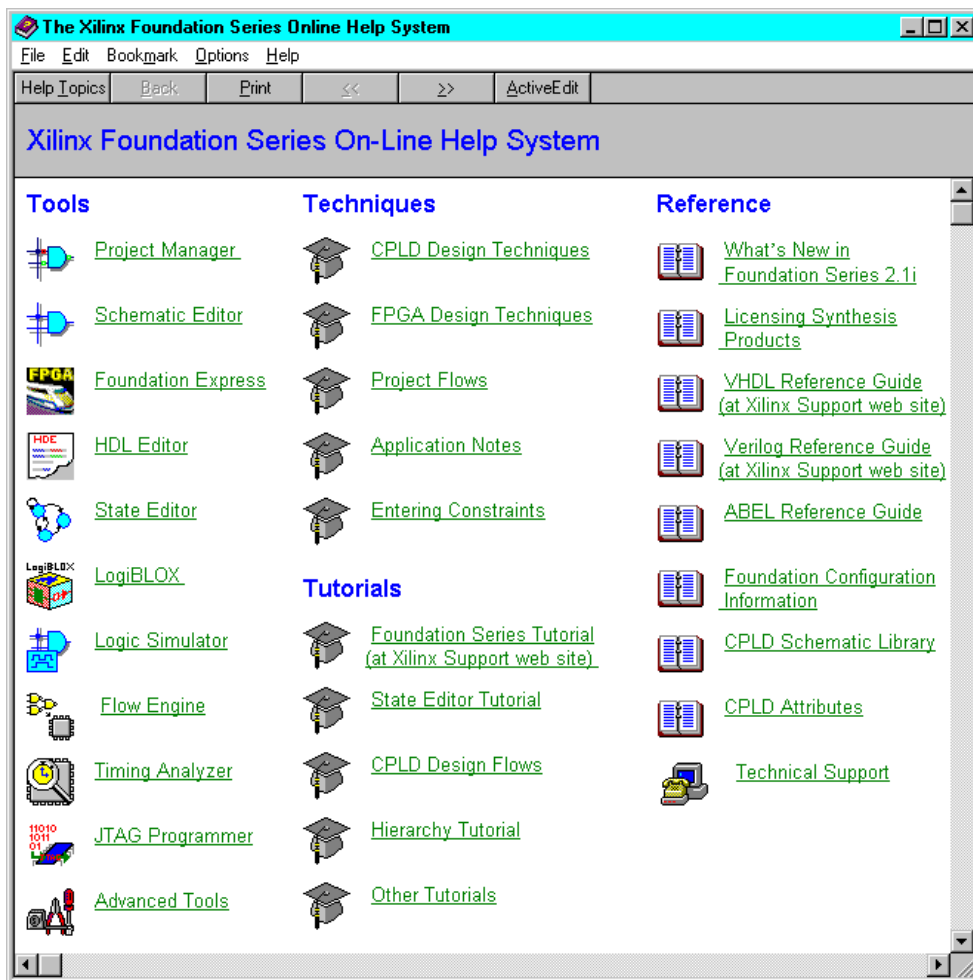 The Xilinx Foundation Series Online Help System
File Edit Bookmark Options Help
Help Topics Back Print << >> ActiveEdit
Xilinx Foundation Series On-Line Help System
Tools
Project Manager
Schematic Editor
FPGA
Foundation Express
HDE
HDL Editor
State Editor
LogiBLOX
LogiBLOX
Logic Simulator
Flow Engine
Timing Analyzer
11010
1011
01
JTAG Programmer
Advanced Tools
Techniques
CPLD Design Techniques
FPGA Design Techniques
Project Flows
Application Notes
Entering Constraints
Tutorials
Foundation Series Tutorial
(at Xilinx Support web site)
State Editor Tutorial
CPLD Design Flows
Hierarchy Tutorial
Other Tutorials
Reference
What's New in
Foundation Series 2.1i
Licensing Synthesis
Products
VHDL Reference Guide
(at Xilinx Support web site)
Verilog Reference Guide
(at Xilinx Support web site)
ABEL Reference Guide
Foundation Configuration
Information
CPLD Schematic Library
CPLD Attributes
Technical Support